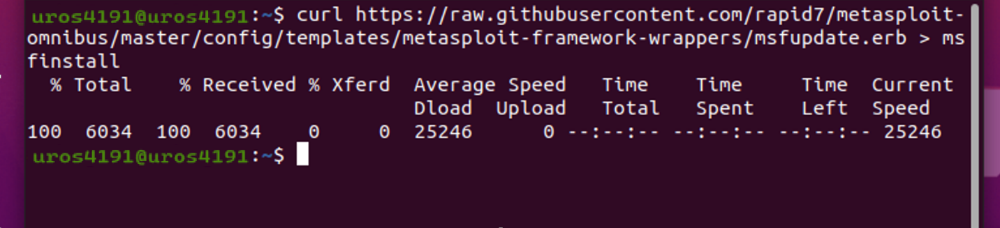 uros4191@uros4191:~$ curl https://raw.githubusercontent.com/rapid7/metasploit-
omnibus/master/config/templates/metasploit-framework-wrappers/msfupdate.erb > ms
finstall
% Total % Received % Xferd Average Speed Time Time Time Current
Dload Upload Total Spent Left Speed
100 6034 100 6034 0 0 25246 0 --:--:-- --:--:-- --:--:-- 25246
uros4191@uros4191:~$